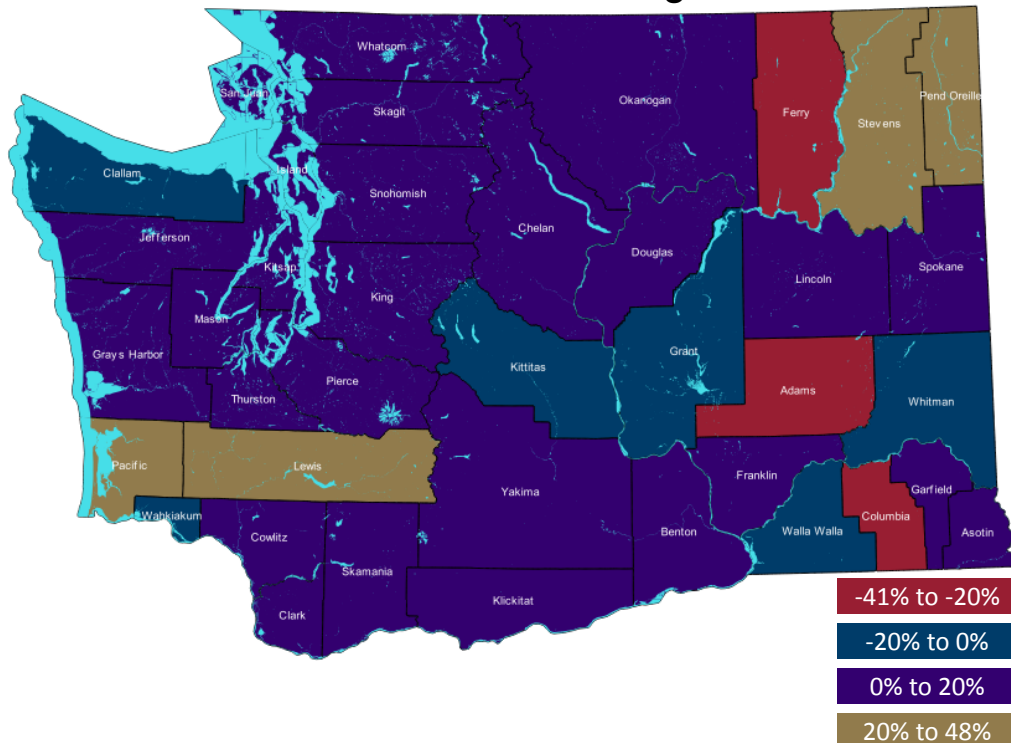 Whatcom
San Juan
Skagit
Okanogan
Ferry
Stevens
Pend Oreille
Clallam
Island
Snohomish
Jefferson
Chelan
Douglas
Kitsap
King
Lincoln
Spokane
Mason
Grays Harbor
Kittitas
Grant
Pierce
Thurston
Adams
Whitman
Pacific
Lewis
Yakima
Franklin
Garfield
Wahkiakum
Cowlitz
Benton
Walla Walla
Columbia
Asotin
Skamania
Klickitat
Clark
-41% to -20%
-20% to 0%
0% to 20%
20% to 48%